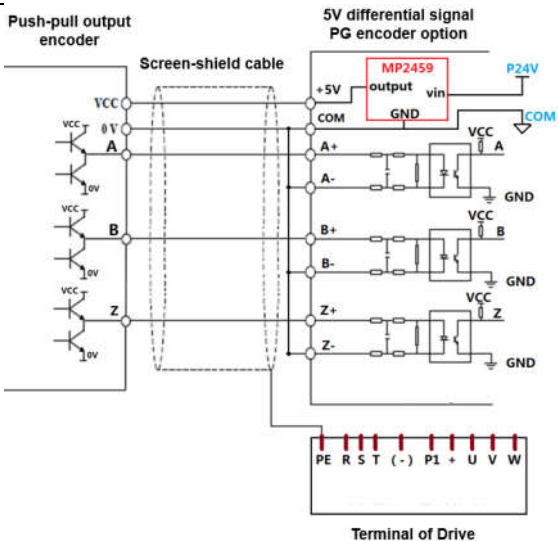 Push-pull output
encoder
5V differential signal
PG encoder option
Screen-shield cable
MP2459
output
vin
GND
P24V
COM
VCC
+5V
0 V
COM
VCC
A
0V
A+
A-
VCC
A
GND
VCC
B
0V
B+
B-
VCC
B
GND
VCC
Z
0V
Z+
Z-
VCC
Z
GND
PE R S T (-) P1 + U V W
Terminal of Drive